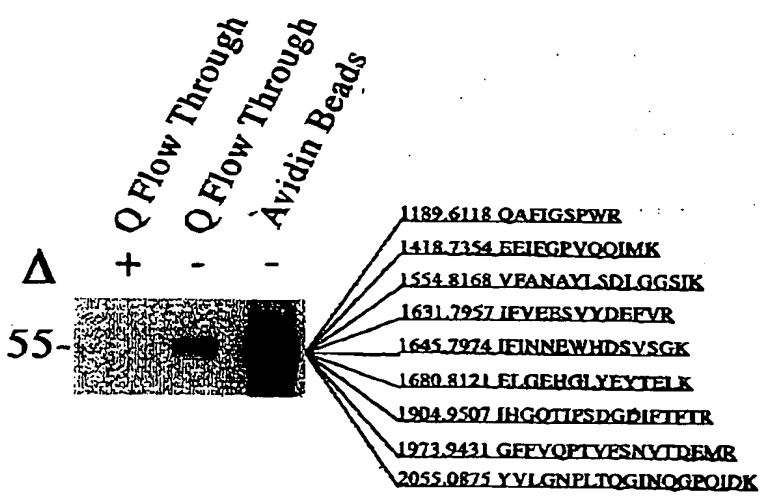 Q Flow Through
Q Flow Through
Avidin Beads
Δ + - -
55-
1189.6118 QAFIGSPWR
1418.7354 EEIFGPVQQIMK
1554.8168 VFANAYLSDLGGSIK
1631.7957 IFVEESVYDEFVR
1645.7974 IFINNEWHDSVSGK
1680.8121 ELGEHGLYEYTELK
1904.9507 IHGQTIPSDGDIFTFTR
1973.9431 GFFVQPTVFSNVTDEMR
2055.0875 YVLGNPLTQGINQGPQIDK